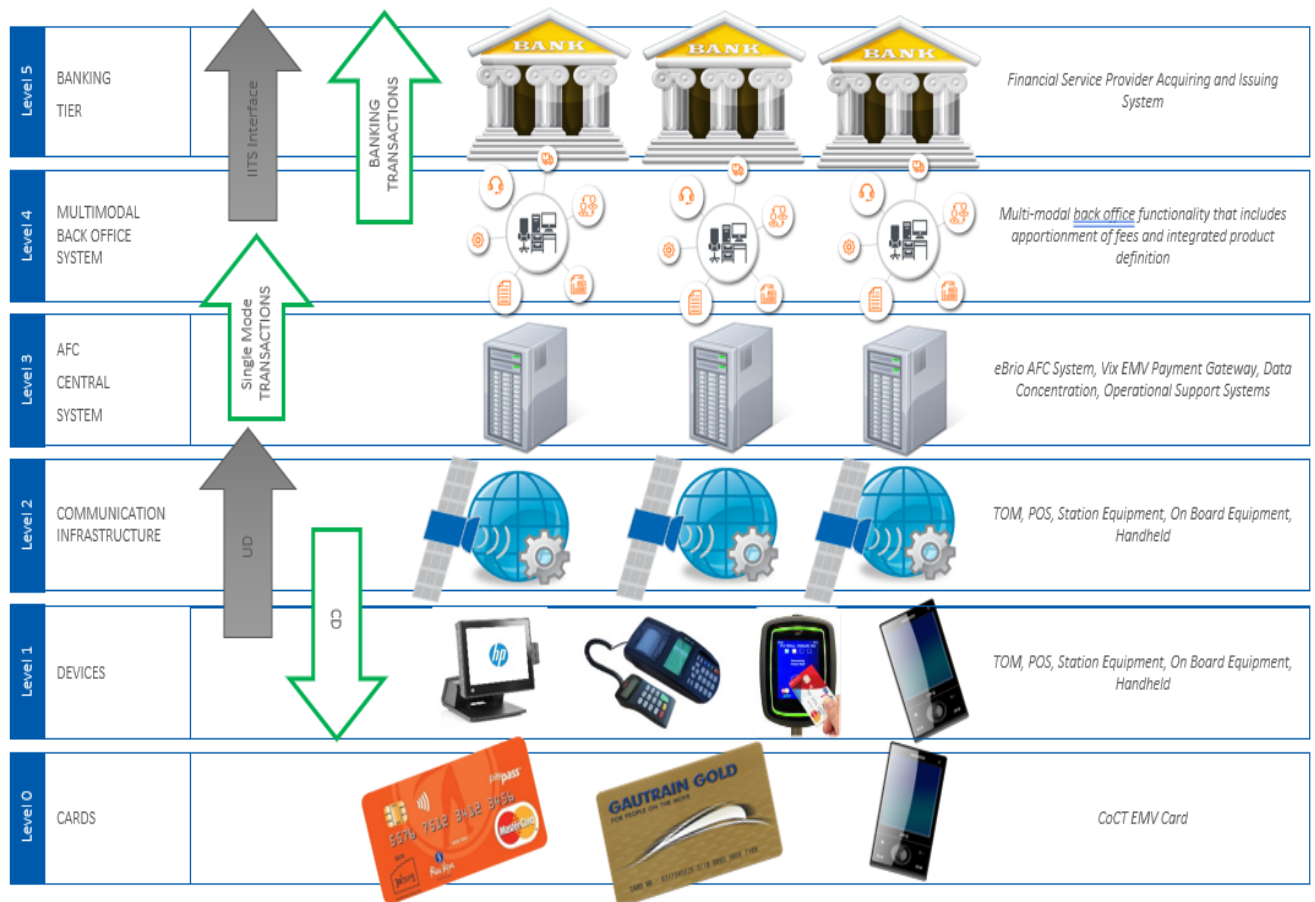 Level 5
BANKING
TIER
IITS Interface
BANKING
TRANSACTIONS
BANK
BANK
BANK
Financial Service Provider Acquiring and Issuing
System
Level 4
MULTIMODAL
BACK OFFICE
SYSTEM
Multi-modal back office functionality that includes
apportionment of fees and integrated product
definition
Single Mode
TRANSACTIONS
Level 3
AFC
CENTRAL
SYSTEM
eBrio AFC System, Vix EMV Payment Gateway, Data
Concentration, Operational Support Systems
Level 2
COMMUNICATION
INFRASTRUCTURE
UD
TOM, POS, Station Equipment, On Board Equipment,
Handheld
CD
Level 1
DEVICES
hp
TOM, POS, Station Equipment, On Board Equipment,
Handheld
Level 0
CARDS
paypass
5576 7512 3412 3456
MasterCard
GAUTRAIN GOLD
FOR PEOPLE ON THE MOVE
CoCT EMV Card